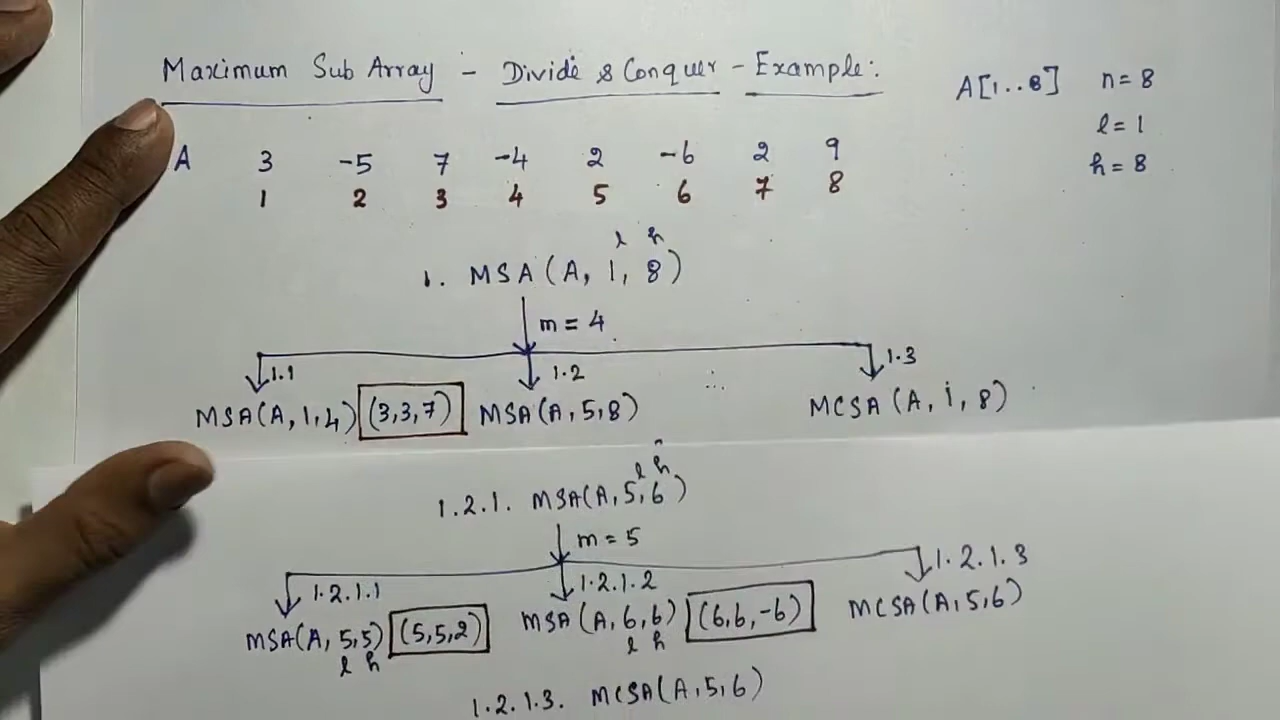 Maximum Sub Array - Divide & Conquer - Example:
A[1..8] n=8
l=1
h=8
A 3 -5 7 -4 2 -6 2 9
1 2 3 4 5 6 7 8
l h
1. MSA(A, 1, 8)
m = 4
1.1 1.2 1.3
MSA(A, 1, 4) (3,3,7) MSA(A, 5, 8) MCSA (A, 1, 8)
l h
1.2.1. MSA(A, 5, 6)
m = 5
1.2.1.1 1.2.1.2 1.2.1.3
MSA(A, 5, 5) (5,5,2) MSA(A, 6, 6) (6,6,-6) MCSA(A, 5, 6)
l h l h
1.2.1.3. MCSA(A, 5, 6)